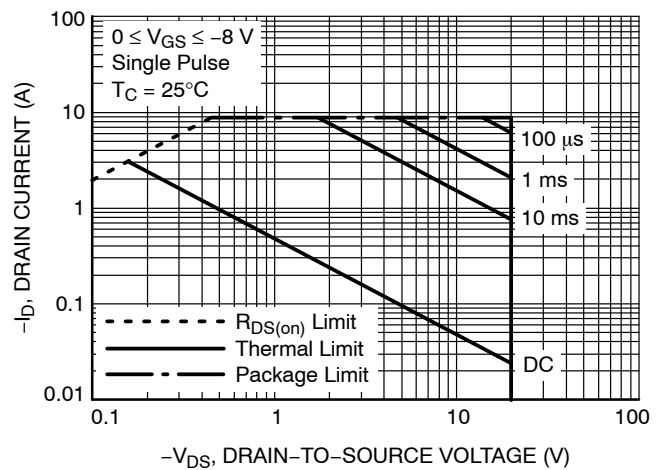 100
0 ≤ V_GS ≤ −8 V
Single Pulse
T_C = 25°C
10
100 μs
1 ms
1
10 ms
0.1
R_DS(on) Limit
Thermal Limit
Package Limit
DC
0.01
0.1
1
10
100
−I_D, DRAIN CURRENT (A)
−V_DS, DRAIN−TO−SOURCE VOLTAGE (V)